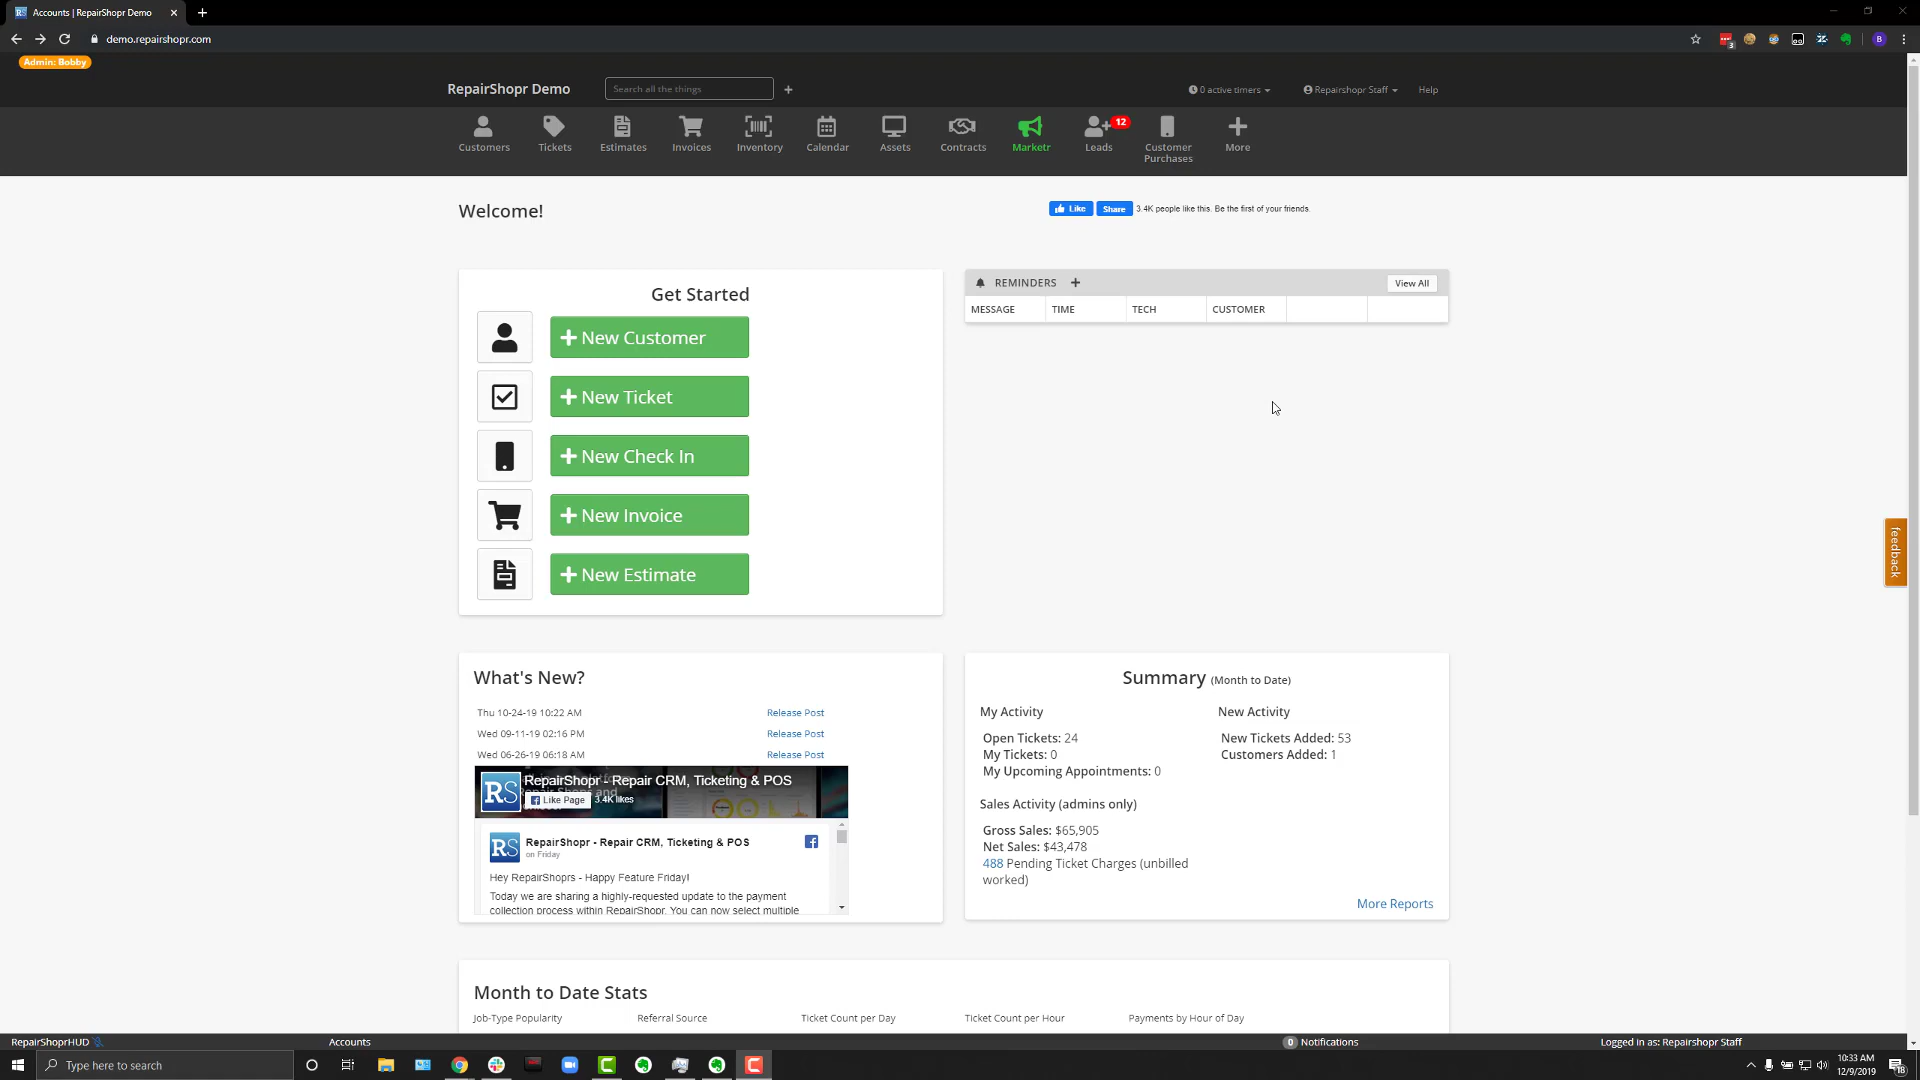 Accounts | RepairShopr Demo
demo.repairshopr.com
Admin: Bobby
RepairShopr Demo
Search all the things
0 active timers
Repairshopr Staff
Help
Customers
Tickets
Estimates
Invoices
Inventory
Calendar
Assets
Contracts
Marketr
Leads
12
Customer
Purchases
More
Welcome!
Like
Share
3.4K people like this. Be the first of your friends.
Get Started
New Customer
New Ticket
New Check In
New Invoice
New Estimate
REMINDERS
View All
MESSAGE
TIME
TECH
CUSTOMER
feedback
What's New?
Thu 10-24-19 10:22 AM
Release Post
Wed 09-11-19 02:16 PM
Release Post
Wed 06-26-19 06:18 AM
Release Post
RS
RepairShopr - Repair CRM, Ticketing & POS
Like Page
3.4K likes
RS
RepairShopr - Repair CRM, Ticketing & POS
on Friday
Hey RepairShoprs - Happy Feature Friday!
Today we are sharing a highly-requested update to the payment
collection process within RepairShopr. You can now select multiple
Summary (Month to Date)
My Activity
Open Tickets: 24
My Tickets: 0
My Upcoming Appointments: 0
New Activity
New Tickets Added: 53
Customers Added: 1
Sales Activity (admins only)
Gross Sales: $65,905
Net Sales: $43,478
488 Pending Ticket Charges (unbilled
worked)
More Reports
Month to Date Stats
Job-Type Popularity
Referral Source
Ticket Count per Day
Ticket Count per Hour
Payments by Hour of Day
RepairShoprHUD
Accounts
0 Notifications
Logged in as: Repairshopr Staff
Type here to search
10:33 AM
12/9/2019